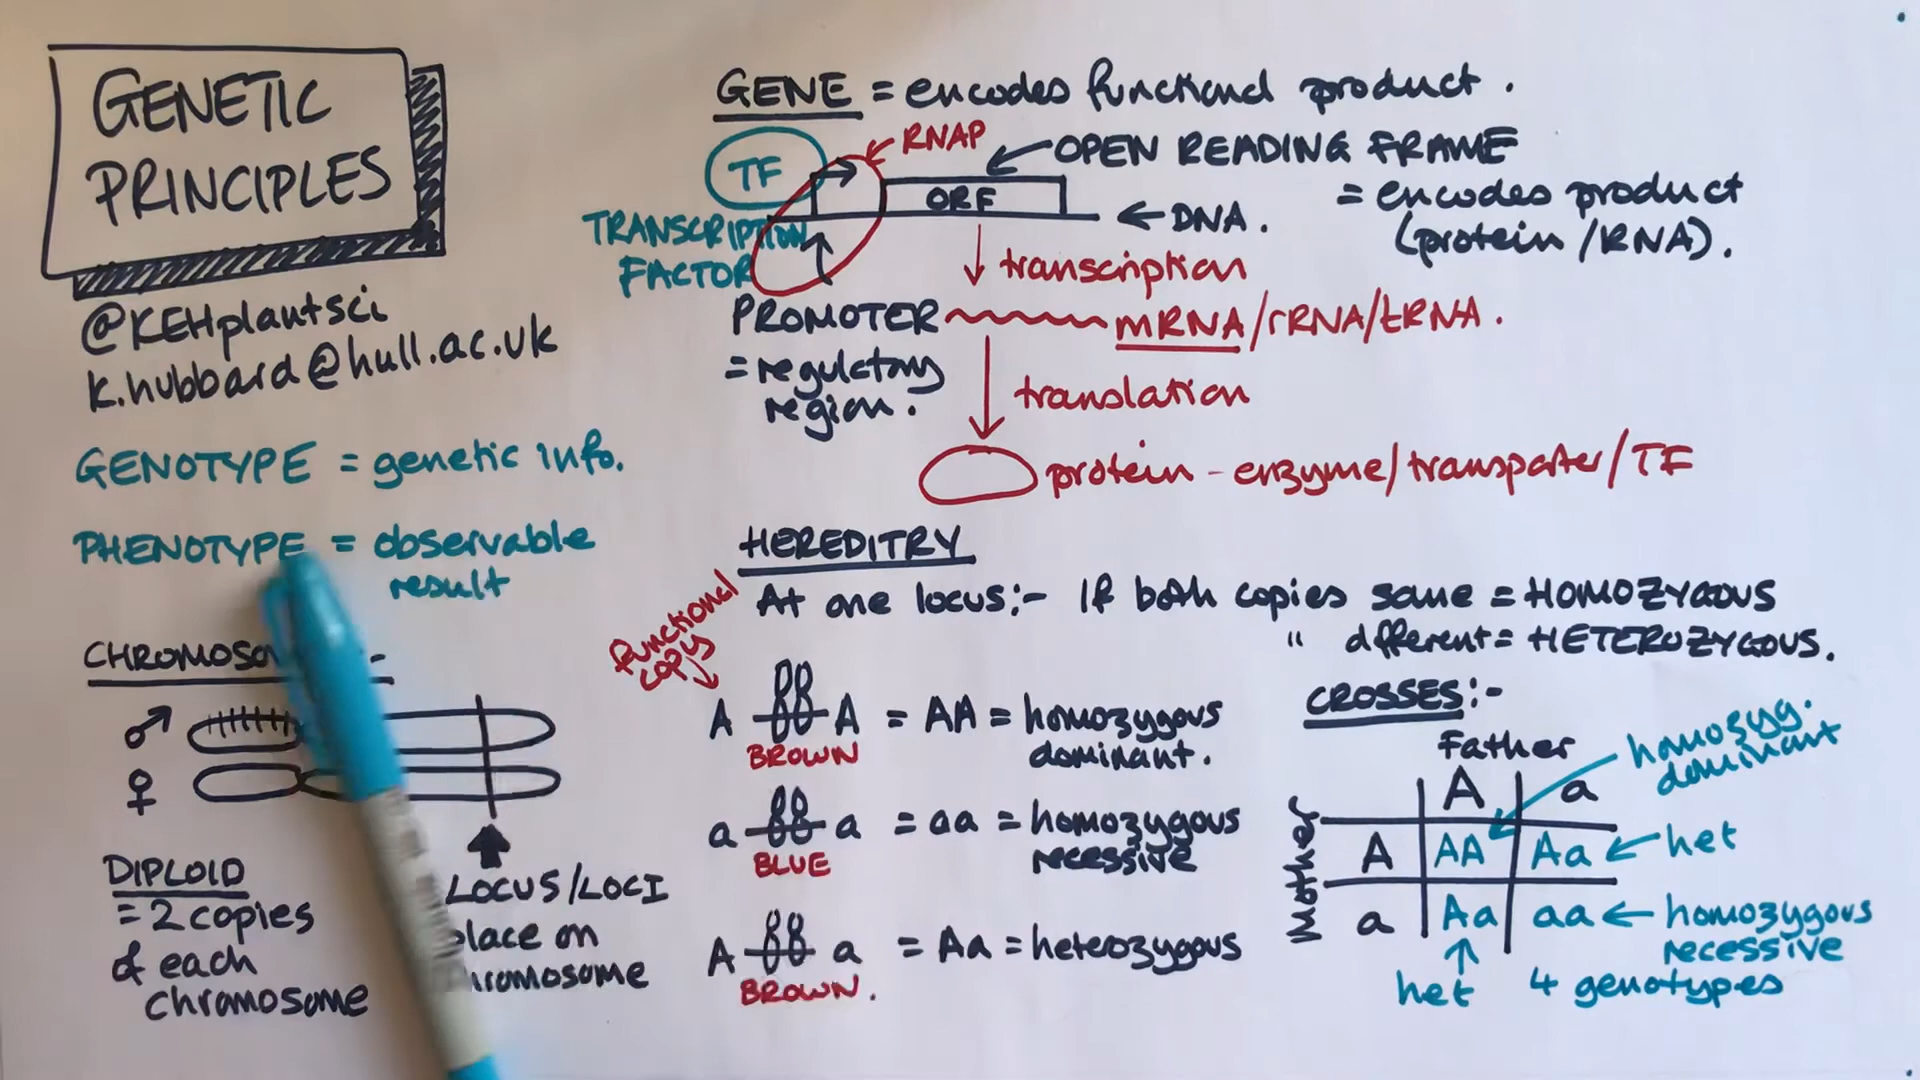 GENETIC
PRINCIPLES
@KEHplantsci
k.hubbard@hull.ac.uk
GENOTYPE = genetic info.
PHENOTYPE = observable
result
CHROMOSO
♂
♀
DIPLOID
= 2 copies
of each
chromosome
LOCUS/LOCI
place on
chromosome
GENE = encodes functional product.
TF
RNAP
OPEN READING FRAME
= encodes product
(protein/RNA).
ORF
← DNA.
TRANSCRIPTION
FACTOR
transcription
PROMOTER
= regulatory
region.
mRNA/rRNA/tRNA.
translation
protein - enzyme/transporter/TF
HEREDITRY
At one locus:- If both copies same = HOMOZYGOUS
" different = HETEROZYGOUS.
functional
copy
A A = AA = homozygous
dominant.
BROWN
a a = aa = homozygous
recessive
BLUE
A a = Aa = heterozygous
BROWN.
CROSSES:-
Father
homozyg.
dominant
A a
Mother
A AA Aa ← het
a Aa aa ← homozygous
recessive
het
4 genotypes